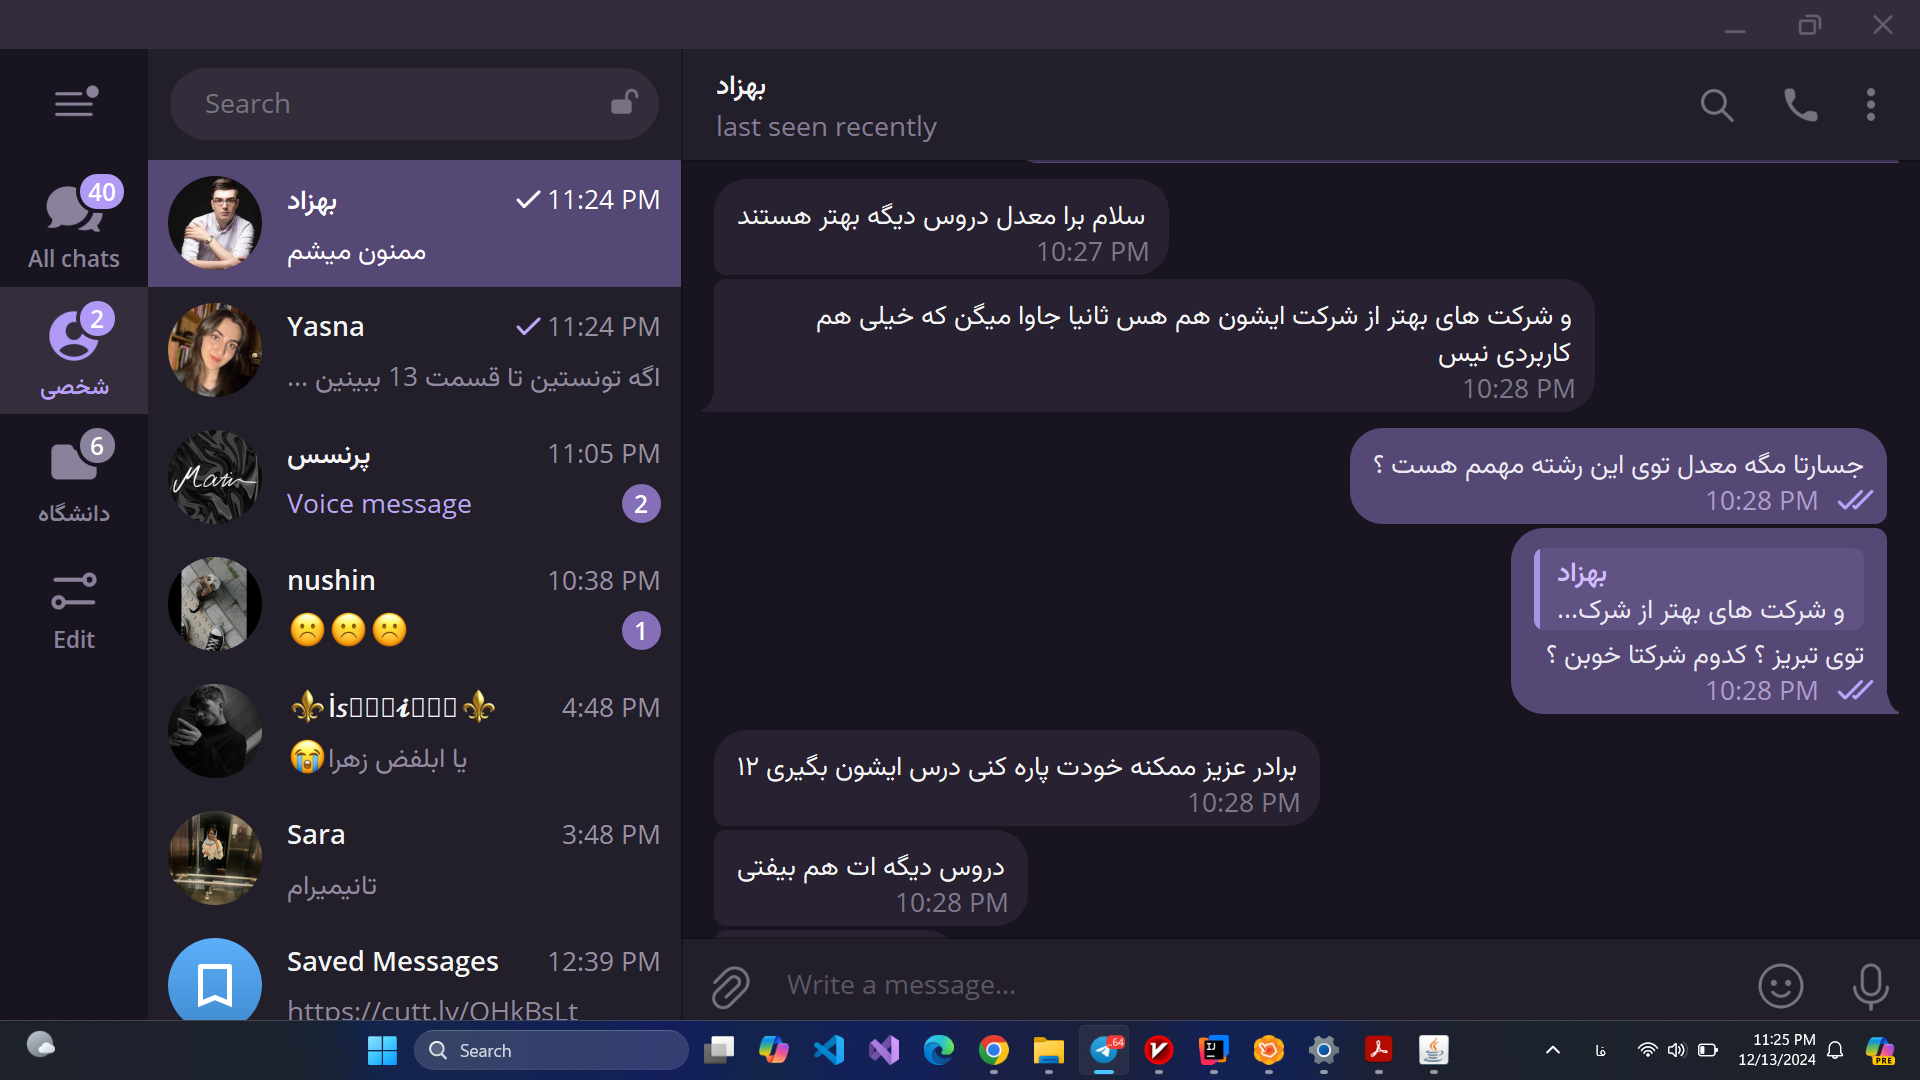 Search
40
All chats
2
شخصی
6
دانشگاه
Edit
بهزاد
11:24 PM
ممنون میشم
Yasna
11:24 PM
اگه تونستین تا قسمت 13 ببینین ...
پرنسس
11:05 PM
Voice message
2
nushin
10:38 PM
☹️☹️☹️
1
4:48 PM
یا ابلفض زهرا😭
Sara
3:48 PM
تانیمیرام
Saved Messages
12:39 PM
https://cutt.ly/QHkBsLt
بهزاد
last seen recently
سلام برا معدل دروس دیگه بهتر هستند
10:27 PM
و شرکت های بهتر از شرکت ایشون هم هس ثانیا جاوا میگن که خیلی هم
کاربردی نیس
10:28 PM
جسارتا مگه معدل توی این رشته مهمم هست ؟
10:28 PM
بهزاد
و شرکت های بهتر از شرک...
توی تبریز ؟ کدوم شرکتا خوبن ؟
10:28 PM
برادر عزیز ممکنه خودت پاره کنی درس ایشون بگیری ۱۲
10:28 PM
دروس دیگه ات هم بیفتی
10:28 PM
Write a message...
Search
..64
فا
11:25 PM
12/13/2024
PRE